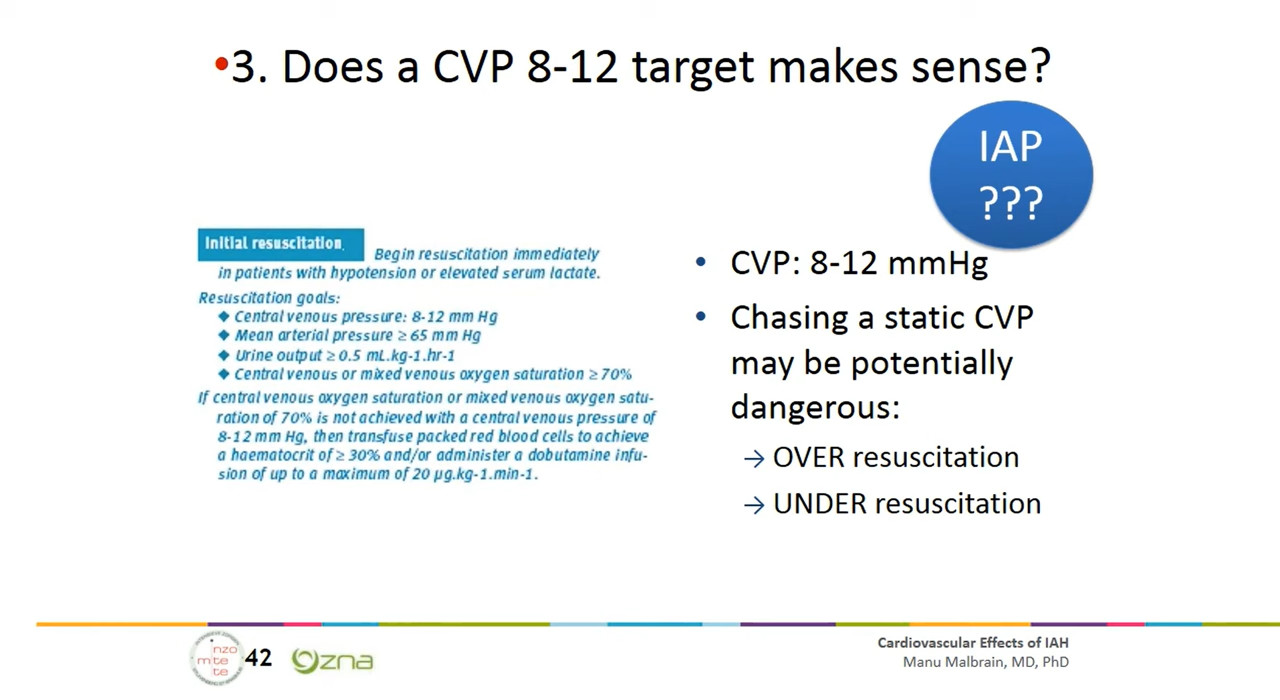 •3. Does a CVP 8-12 target makes sense?
IAP
???
Initial resuscitation. Begin resuscitation immediately
in patients with hypotension or elevated serum lactate.
Resuscitation goals:
◆ Central venous pressure: 8-12 mm Hg
◆ Mean arterial pressure ≥ 65 mm Hg
◆ Urine output ≥ 0.5 mL.kg-1.hr-1
◆ Central venous or mixed venous oxygen saturation ≥ 70%
If central venous oxygen saturation or mixed venous oxygen satu-
ration of 70% is not achieved with a central venous pressure of
8-12 mm Hg, then transfuse packed red blood cells to achieve
a haematocrit of ≥ 30% and/or administer a dobutamine infu-
sion of up to a maximum of 20 µg.kg-1.min-1.
• CVP: 8-12 mmHg
• Chasing a static CVP
may be potentially
dangerous:
→ OVER resuscitation
→ UNDER resuscitation
inzo
mite
te
42
zna
Cardiovascular Effects of IAH
Manu Malbrain, MD, PhD